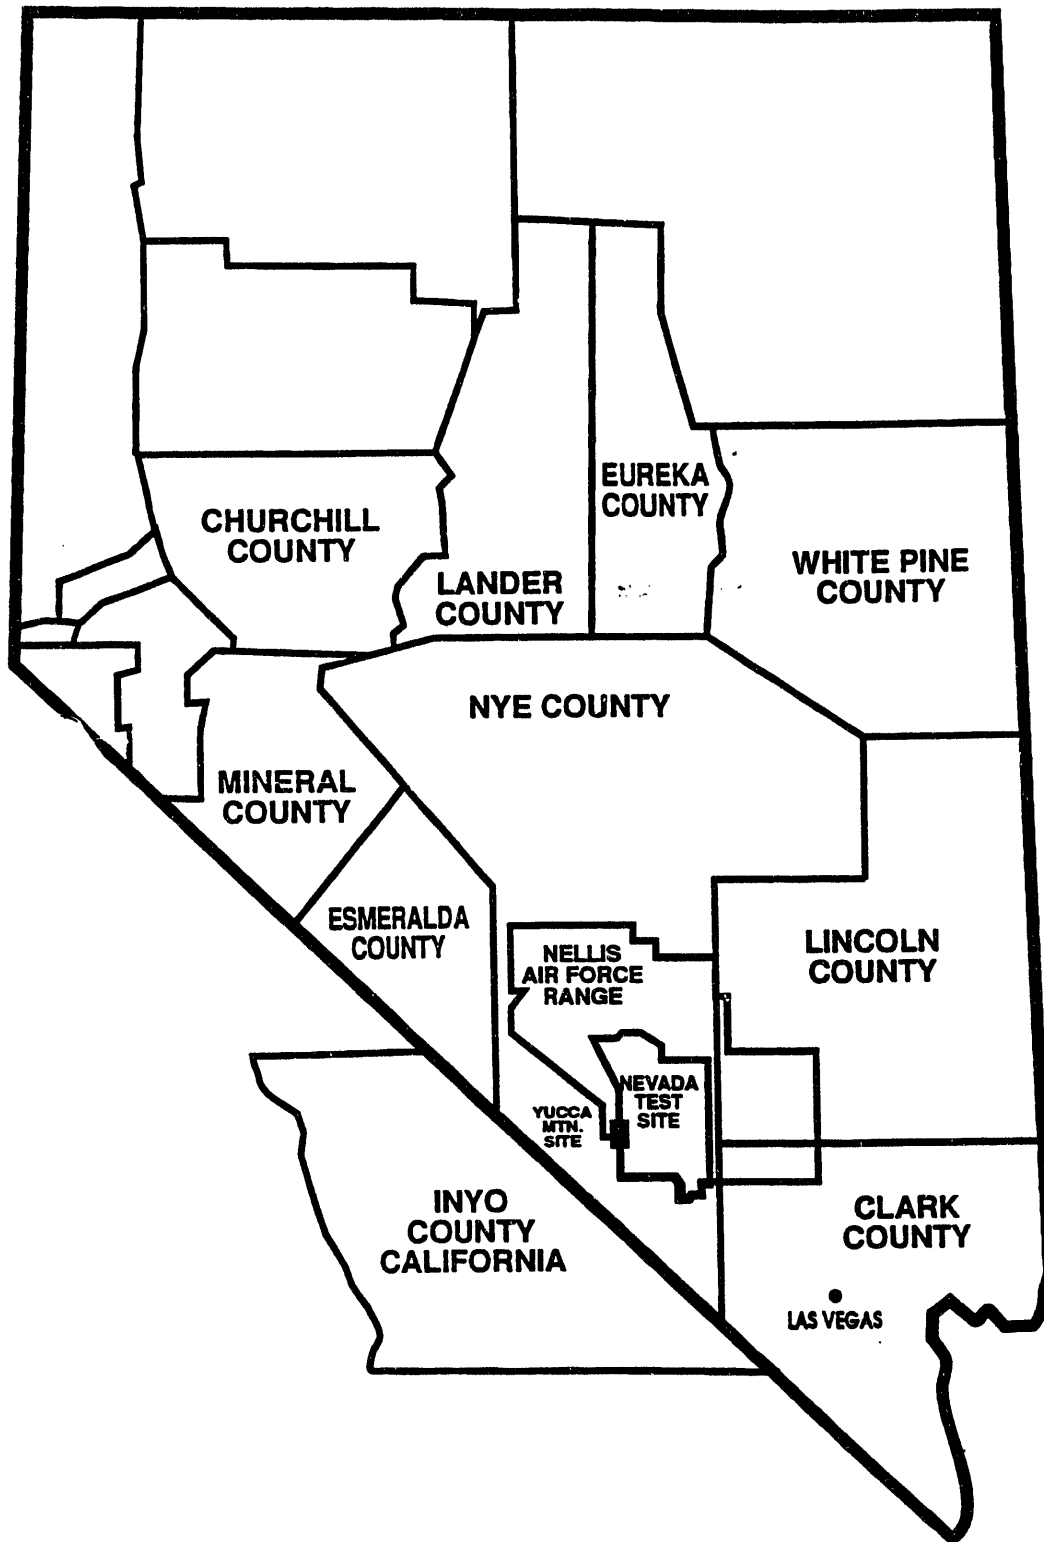 EUREKA
COUNTY
CHURCHILL
COUNTY
WHITE PINE
COUNTY
LANDER
COUNTY
NYE COUNTY
MINERAL
COUNTY
ESMERALDA
COUNTY
LINCOLN
COUNTY
NELLIS
AIR FORCE
RANGE
NEVADA
TEST
SITE
YUCCA
MTN.
SITE
INYO
COUNTY
CALIFORNIA
CLARK
COUNTY
LAS VEGAS